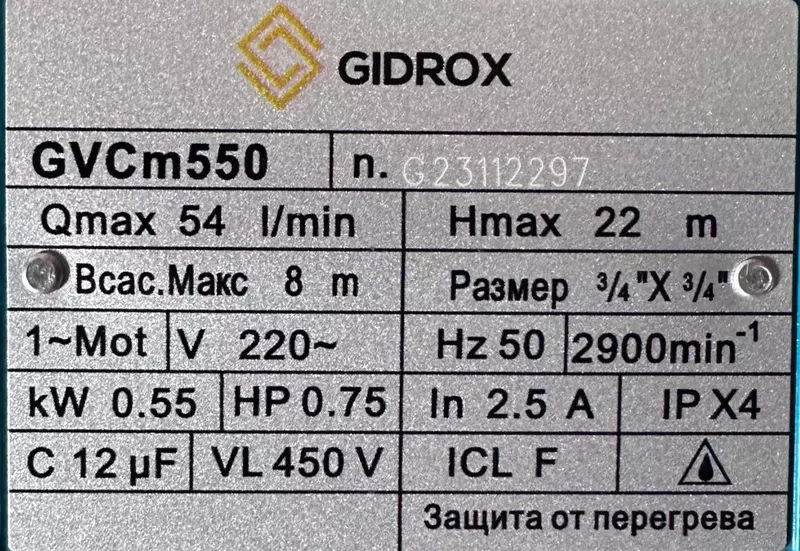 GIDROX
GVCm550 n. G23112297
Qmax 54 l/min Hmax 22 m
Всас.Макс 8 m Размер ¾"X ¾"
1~Mot V 220~ Hz 50 2900min⁻¹
kW 0.55 HP 0.75 In 2.5 A IP X4
C 12 µF VL 450 V ICL F
Защита от перегрева